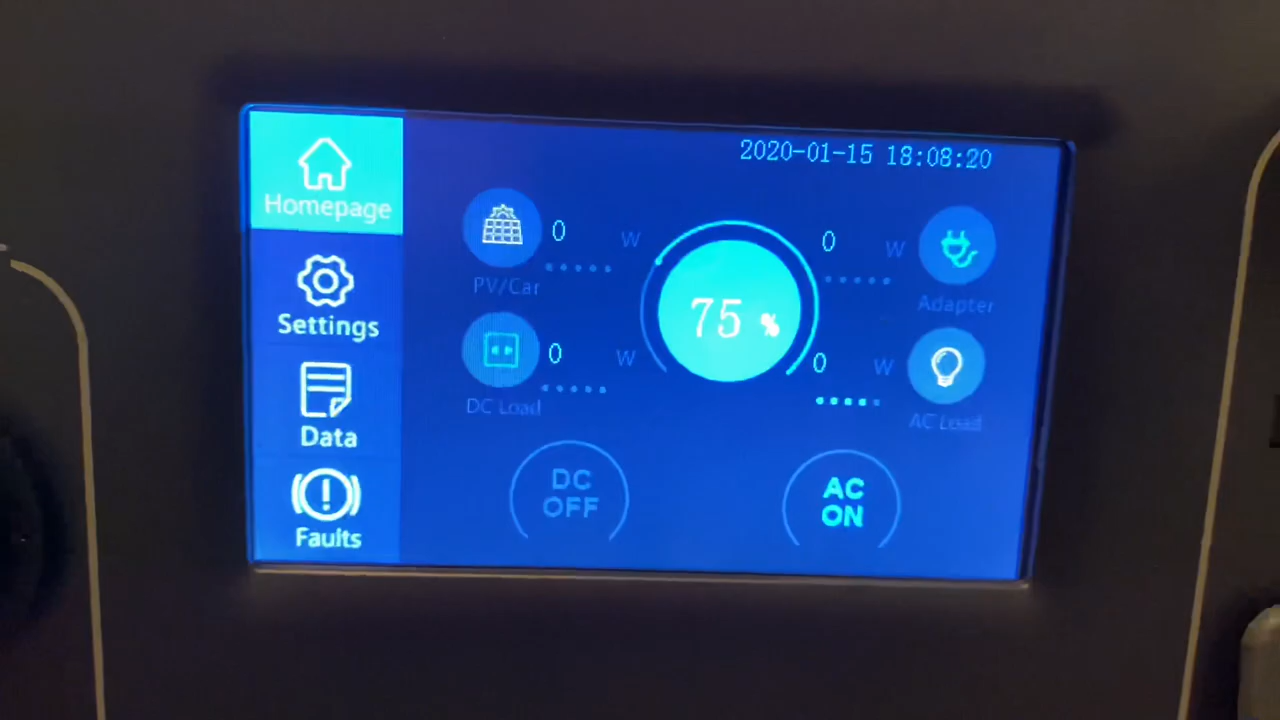 Homepage
Settings
Data
Faults
2020-01-15 18:08:20
0 W
PV/Car
0 W
DC Load
75 %
0 W
Adapter
0 W
AC Load
DC
OFF
AC
ON